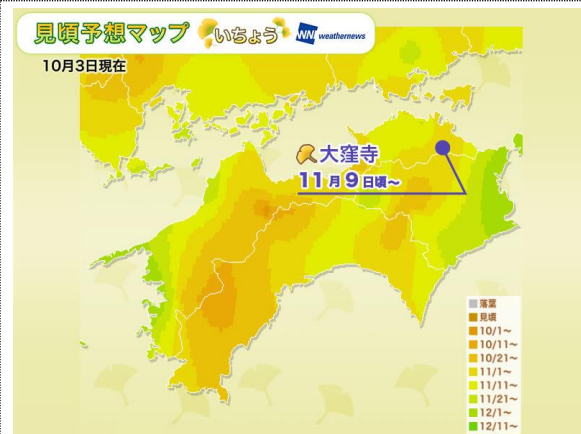 見頃予想マップ いちょう WNI weathernews
10月3日現在
大窪寺
11月9日頃～
落葉
見頃
10/1～
10/11～
10/21～
11/1～
11/11～
11/21～
12/1～
12/11～